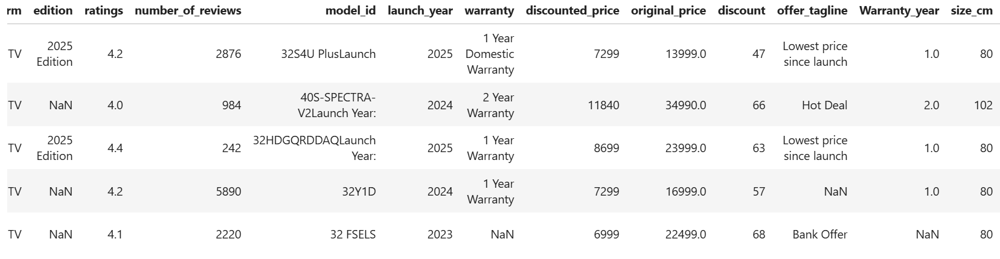 rm edition ratings number_of_reviews model_id launch_year warranty discounted_price original_price discount offer_tagline Warranty_year size_cm
TV 2025 Edition 4.2 2876 32S4U PlusLaunch 2025 1 Year Domestic Warranty 7299 13999.0 47 Lowest price since launch 1.0 80
TV NaN 4.0 984 40S-SPECTRA-V2Launch Year: 2024 2 Year Warranty 11840 34990.0 66 Hot Deal 2.0 102
TV 2025 Edition 4.4 242 32HDGQRDDAQLaunch Year: 2025 1 Year Warranty 8699 23999.0 63 Lowest price since launch 1.0 80
TV NaN 4.2 5890 32Y1D 2024 1 Year Warranty 7299 16999.0 57 NaN 1.0 80
TV NaN 4.1 2220 32 FSELS 2023 NaN 6999 22499.0 68 Bank Offer NaN 80